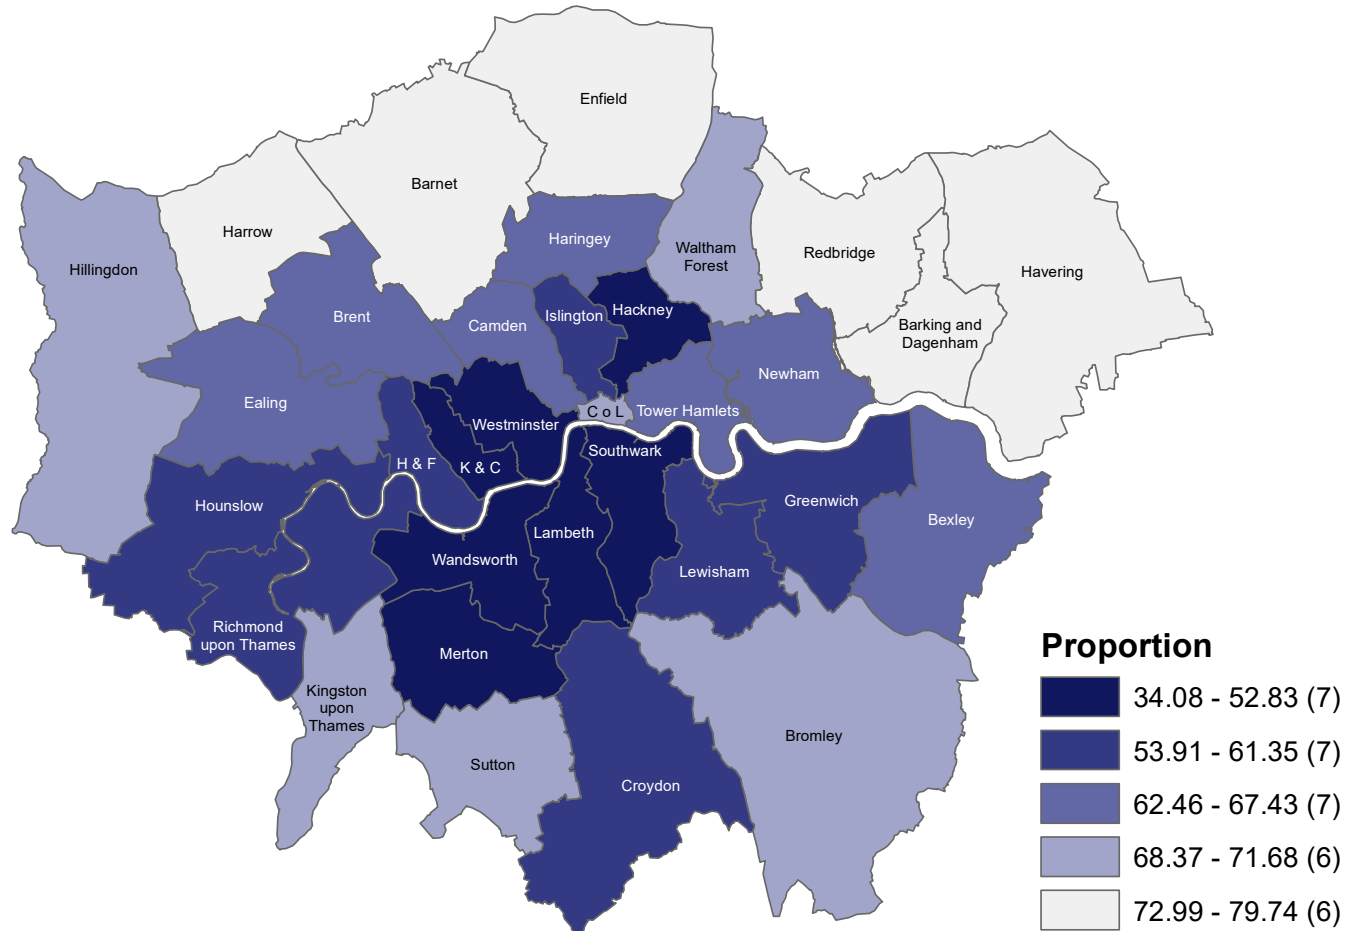 Enfield
Barnet
Harrow
Haringey
Waltham
Forest
Redbridge
Hillingdon
Havering
Brent
Camden
Islington
Hackney
Barking and
Dagenham
Newham
Ealing
Westminster
C o L
Tower Hamlets
Southwark
H & F
K & C
Hounslow
Greenwich
Bexley
Lambeth
Wandsworth
Lewisham
Richmond
upon Thames
Merton
Kingston
upon
Thames
Bromley
Sutton
Croydon
Proportion
34.08 - 52.83 (7)
53.91 - 61.35 (7)
62.46 - 67.43 (7)
68.37 - 71.68 (6)
72.99 - 79.74 (6)